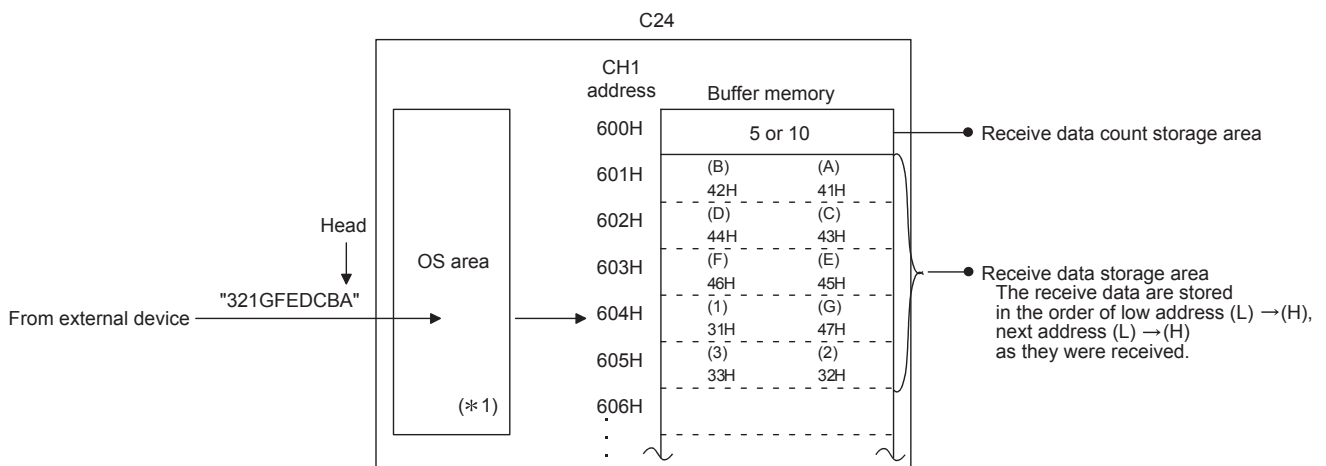 C24
CH1
address
Buffer memory
600H
5 or 10
Receive data count storage area
601H
(B)
(A)
42H
41H
602H
(D)
(C)
44H
43H
Head
603H
(F)
(E)
46H
45H
OS area
Receive data storage area
The receive data are stored
in the order of low address (L) →(H),
next address (L) →(H)
as they were received.
"321GFEDCBA"
From external device
604H
(1)
(G)
31H
47H
605H
(3)
(2)
33H
32H
(*1)
606H